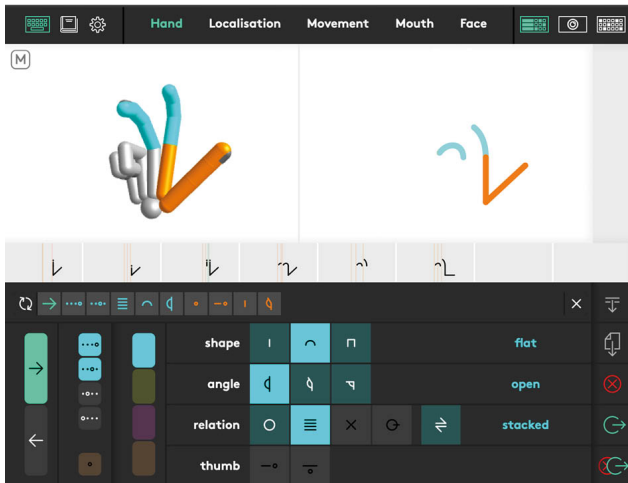 Hand Localisation Movement Mouth Face
M
shape flat
angle open
relation stacked
thumb